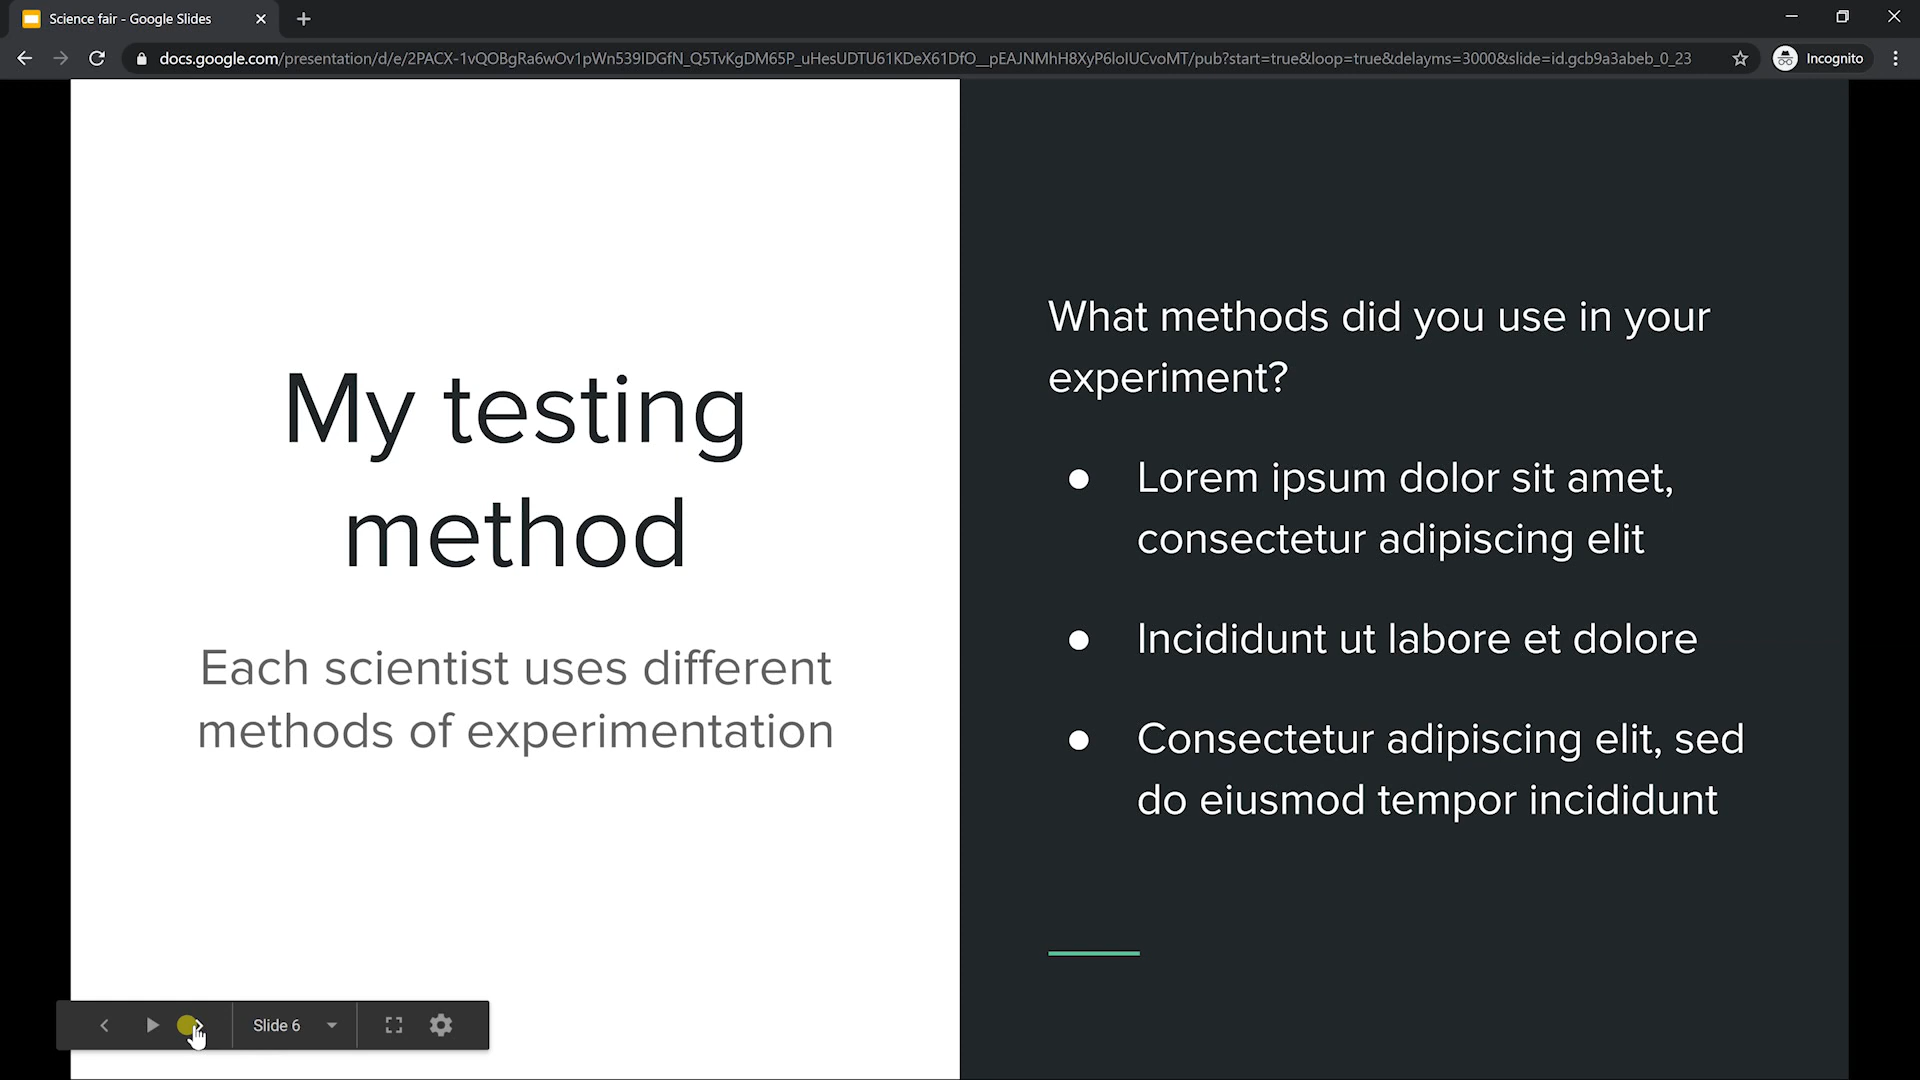 Science fair - Google Slides
docs.google.com/presentation/d/e/2PACX-1vQOBgRa6wOv1pWn539IDGfN_Q5TvKgDM65P_uHesUDTU61KDeX61DfO__pEAJNMhH8XyP6loIUCvoMT/pub?start=true&loop=true&delayms=3000&slide=id.gcb9a3abeb_0_23
Incognito
My testing
method
Each scientist uses different
methods of experimentation
What methods did you use in your
experiment?
● Lorem ipsum dolor sit amet,
consectetur adipiscing elit
● Incididunt ut labore et dolore
● Consectetur adipiscing elit, sed
do eiusmod tempor incididunt
Slide 6